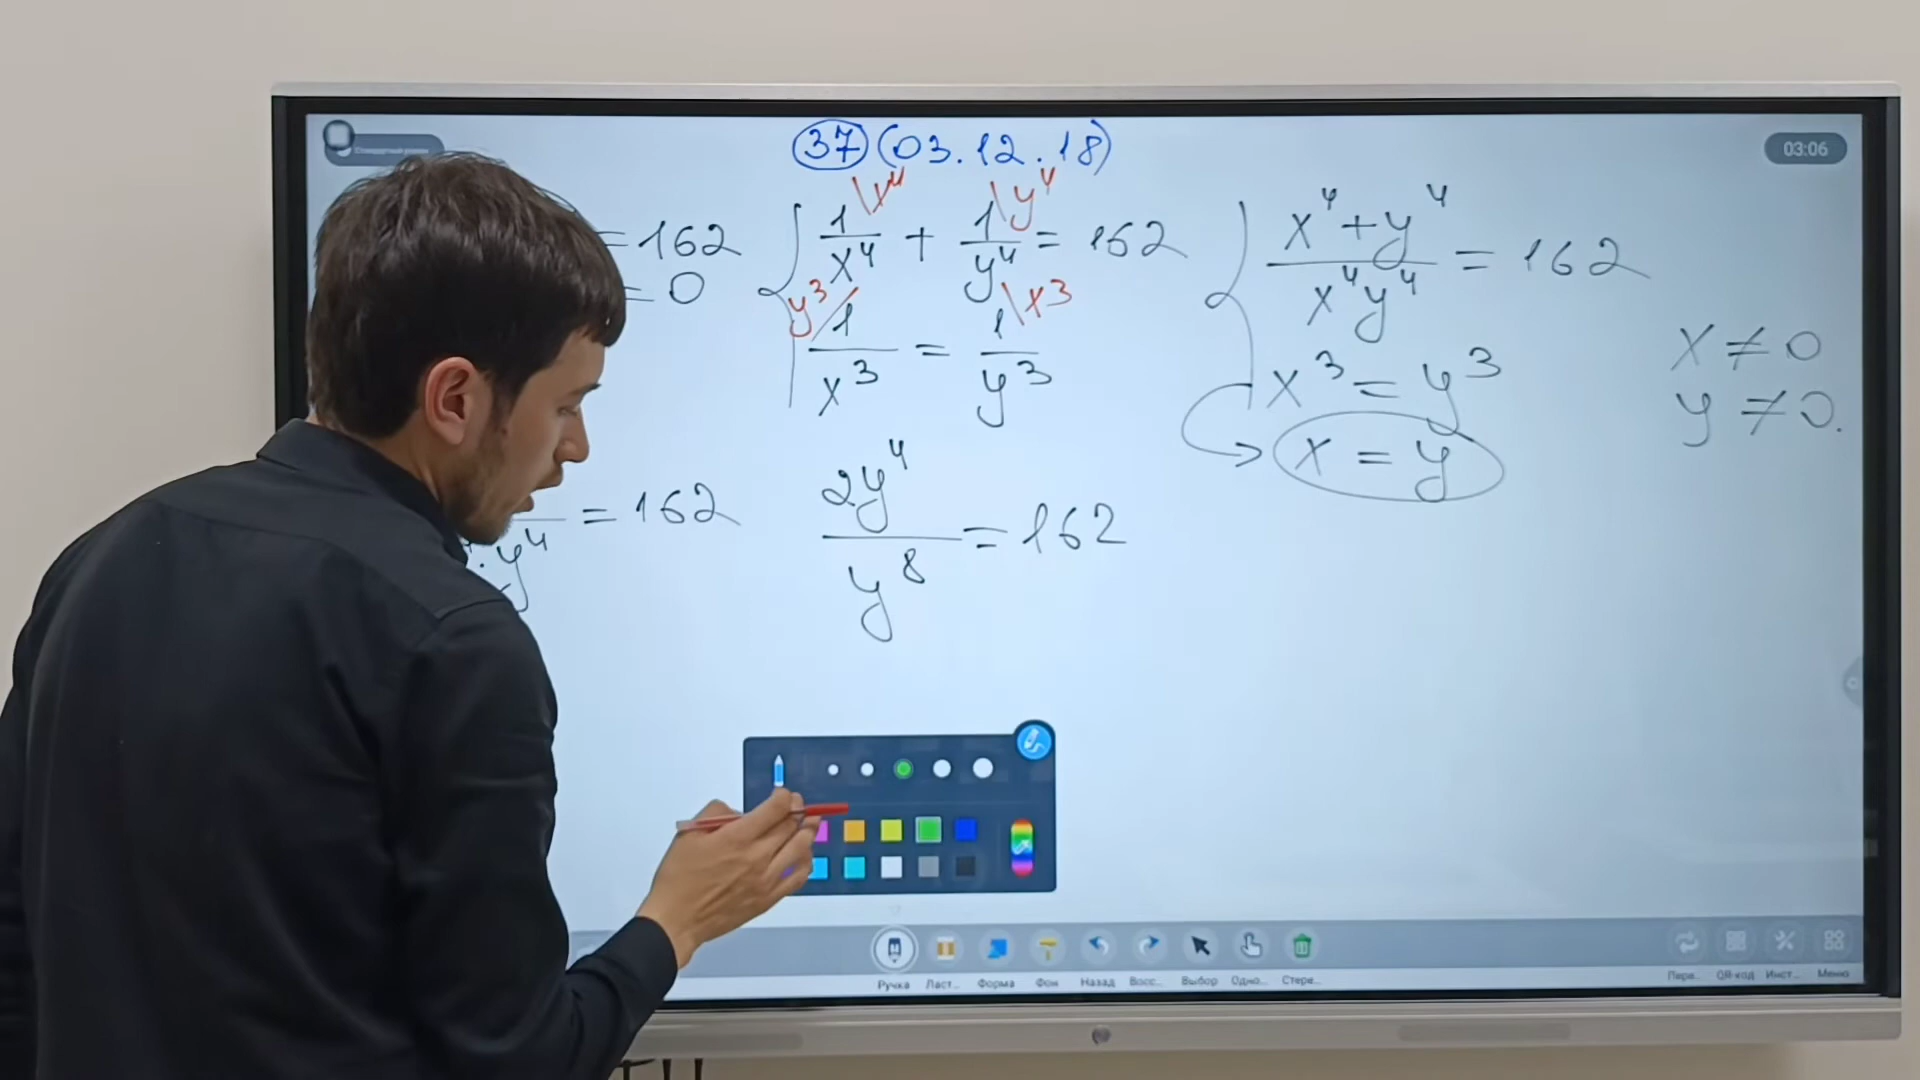 37 (03.12.18)
03:06
= 162
= 0
1/x⁴ \x⁴ + 1/y⁴ \y⁴ = 162
y³/ 1/x³ = 1/y³ \x³
(x⁴ + y⁴)/(x⁴y⁴) = 162
x³ = y³
x = y
x ≠ 0
y ≠ 0.
· y⁴ = 162
2y⁴/y⁸ = 162
Ручка Ласт... Форма Фон Назад Восс... Выбор Одно... Стере...
Пере... QR-код Инст... Меню